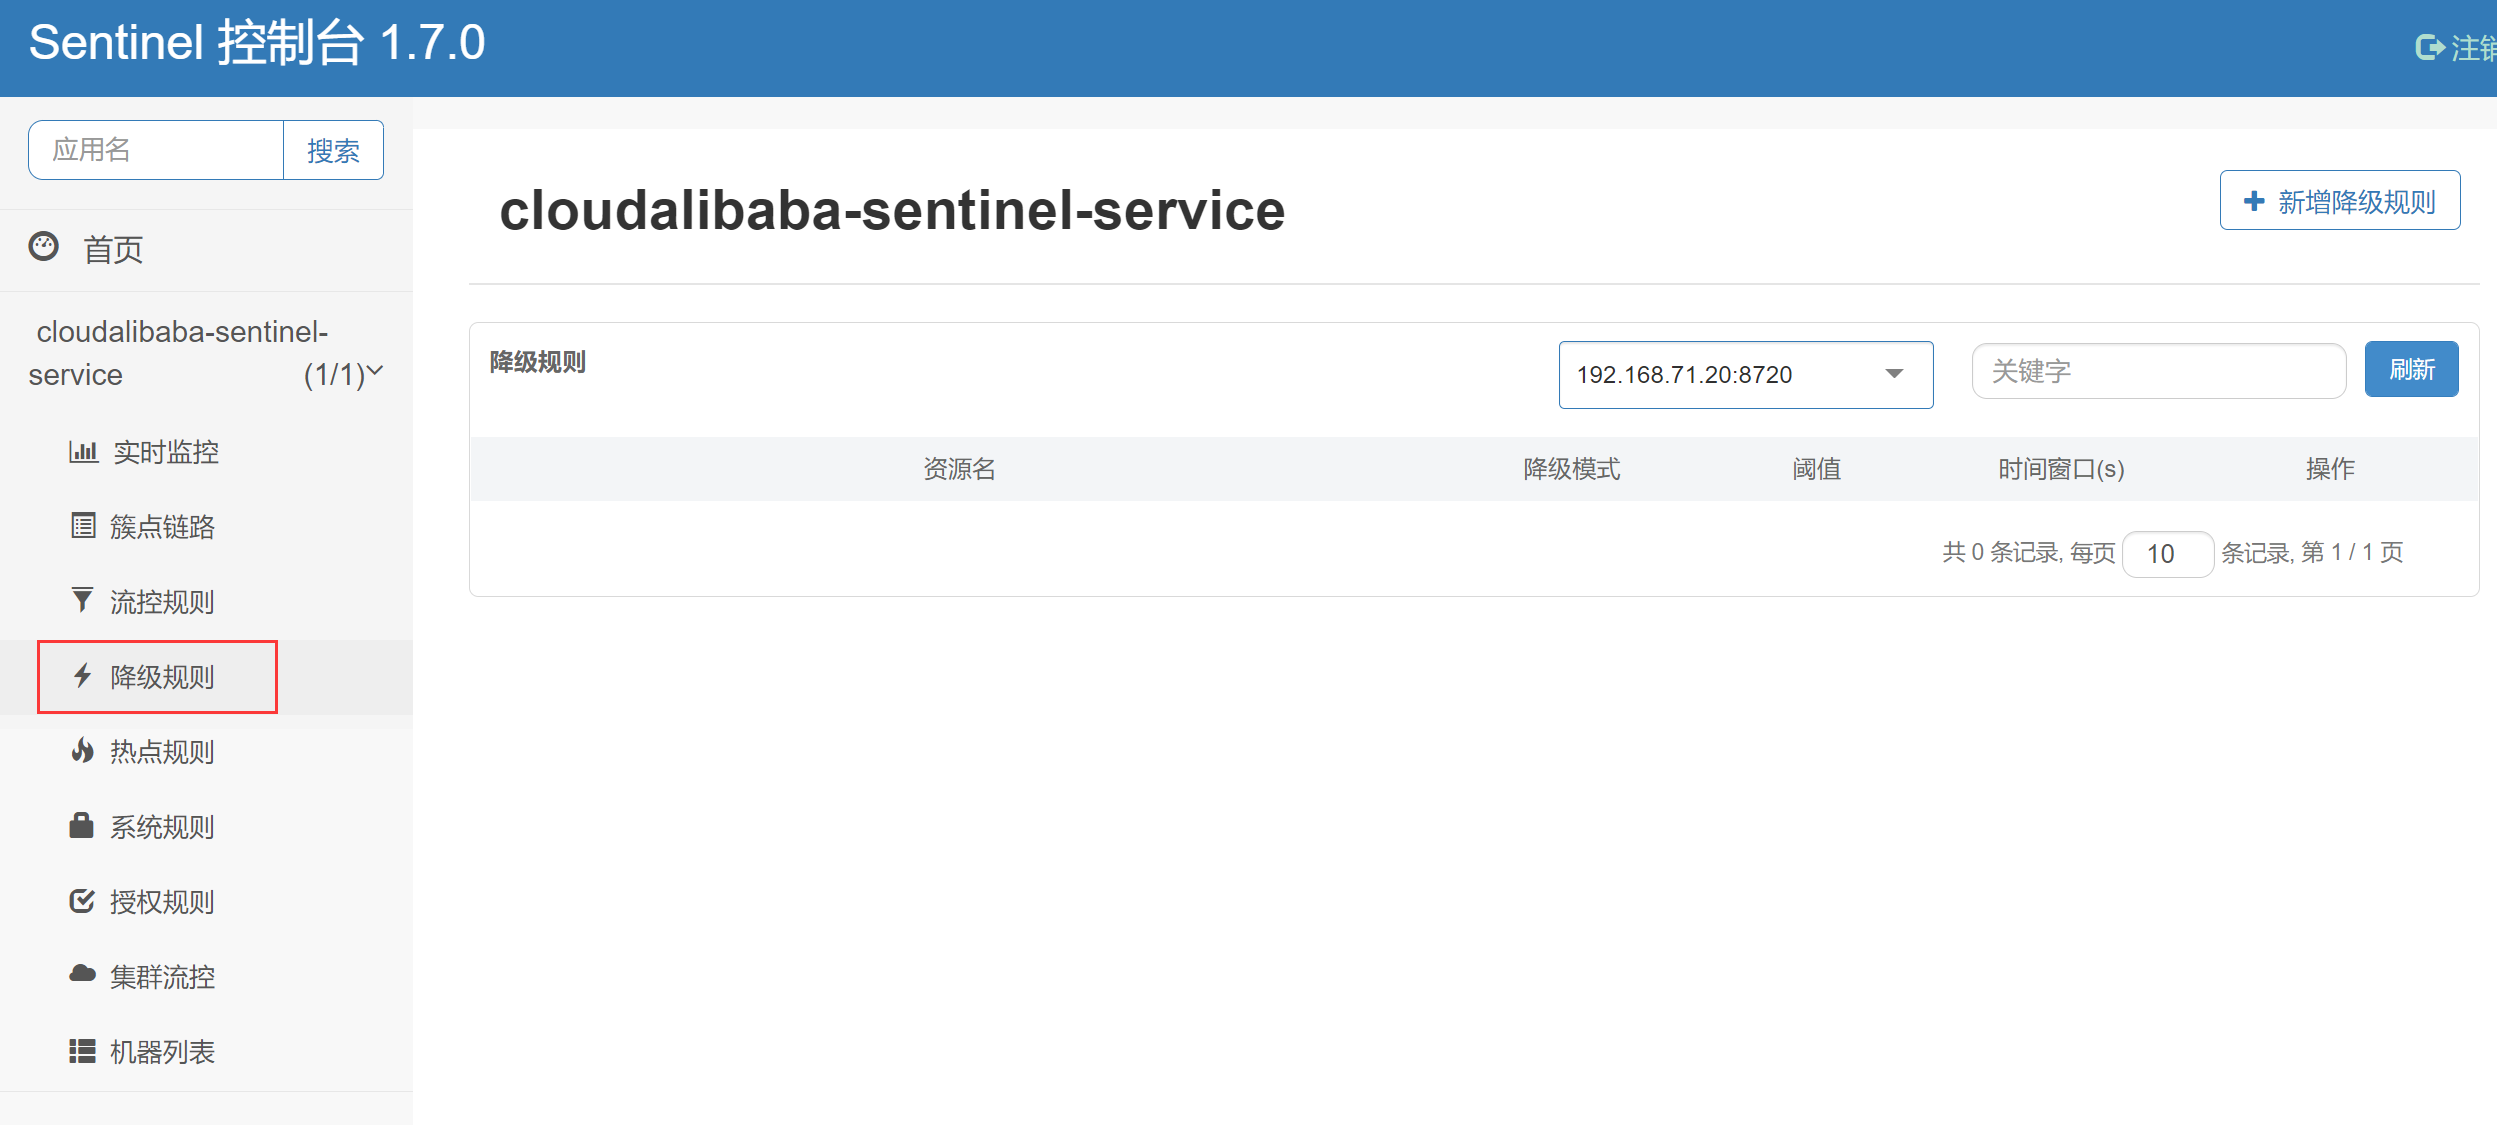 Sentinel 控制台 1.7.0
注销
应用名
搜索
首页
cloudalibaba-sentinel-
service (1/1)
实时监控
簇点链路
流控规则
降级规则
热点规则
系统规则
授权规则
集群流控
机器列表
cloudalibaba-sentinel-service
新增降级规则
降级规则
192.168.71.20:8720
关键字
刷新
资源名 降级模式 阈值 时间窗口(s) 操作
共 0 条记录, 每页 10 条记录, 第 1 / 1 页